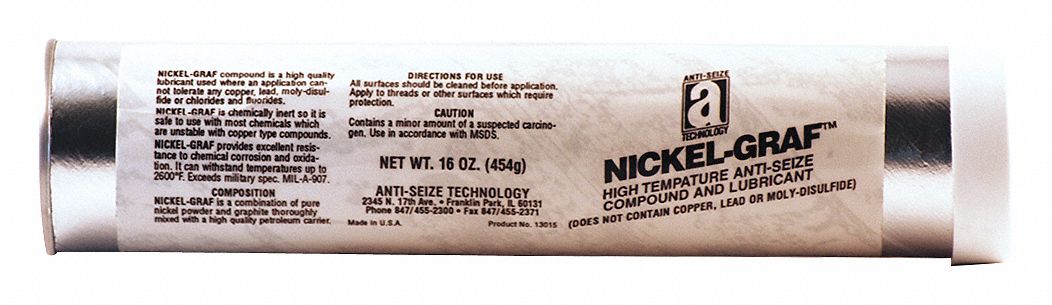 NICKEL-GRAF compound is a high quality
lubricant used where an application can-
not tolerate any copper, lead, moly-disul-
fide or chlorides and fluorides.
NICKEL-GRAF is chemically inert so it is
safe to use with most chemicals which
are unstable with copper type compounds.
NICKEL-GRAF provides excellent resis-
tance to chemical corrosion and oxida-
tion. It can withstand temperatures up to
2600°F. Exceeds military spec. MIL-A-907.
COMPOSITION
NICKEL-GRAF is a combination of pure
nickel powder and graphite thoroughly
mixed with a high quality petroleum carrier.
DIRECTIONS FOR USE
All surfaces should be cleaned before application.
Apply to threads or other surfaces which require
protection.
CAUTION
Contains a minor amount of a suspected carcino-
gen. Use in accordance with MSDS.
NET WT. 16 OZ. (454g)
ANTI-SEIZE TECHNOLOGY
2345 N. 17th Ave. • Franklin Park, IL 60131
Phone 847/455-2300 • Fax 847/455-2371
Made in U.S.A. Product No. 13015
ANTI-SEIZE
a
TECHNOLOGY
NICKEL-GRAF™
HIGH TEMPATURE ANTI-SEIZE
COMPOUND AND LUBRICANT
(DOES NOT CONTAIN COPPER, LEAD OR MOLY-DISULFIDE)